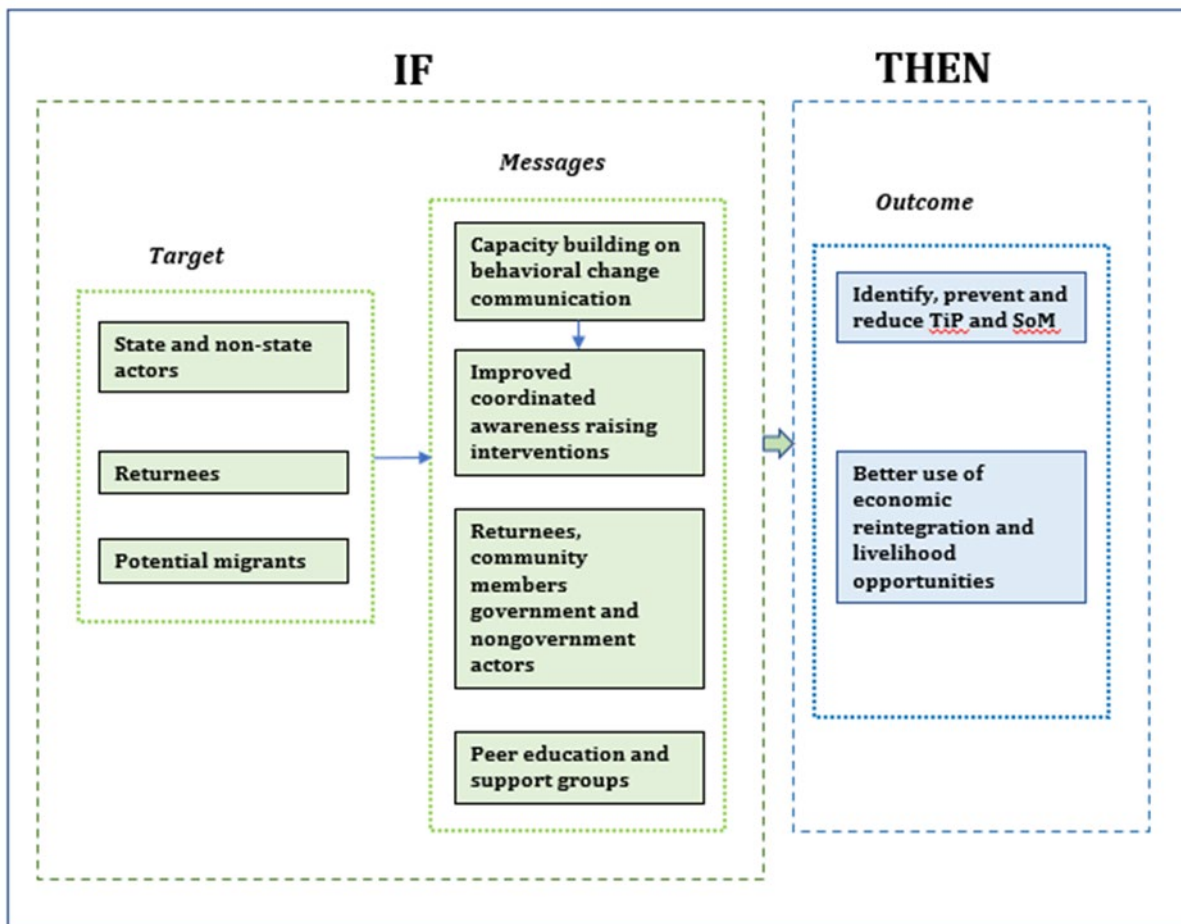 IF
THEN
Target
State and non-state
actors
Returnees
Potential migrants
Messages
Capacity building on
behavioral change
communication
Improved
coordinated
awareness raising
interventions
Returnees,
community
members
government and
nongovernment
actors
Peer education and
support groups
Outcome
Identify, prevent and
reduce TiP and SoM
Better use of
economic
reintegration and
livelihood
opportunities